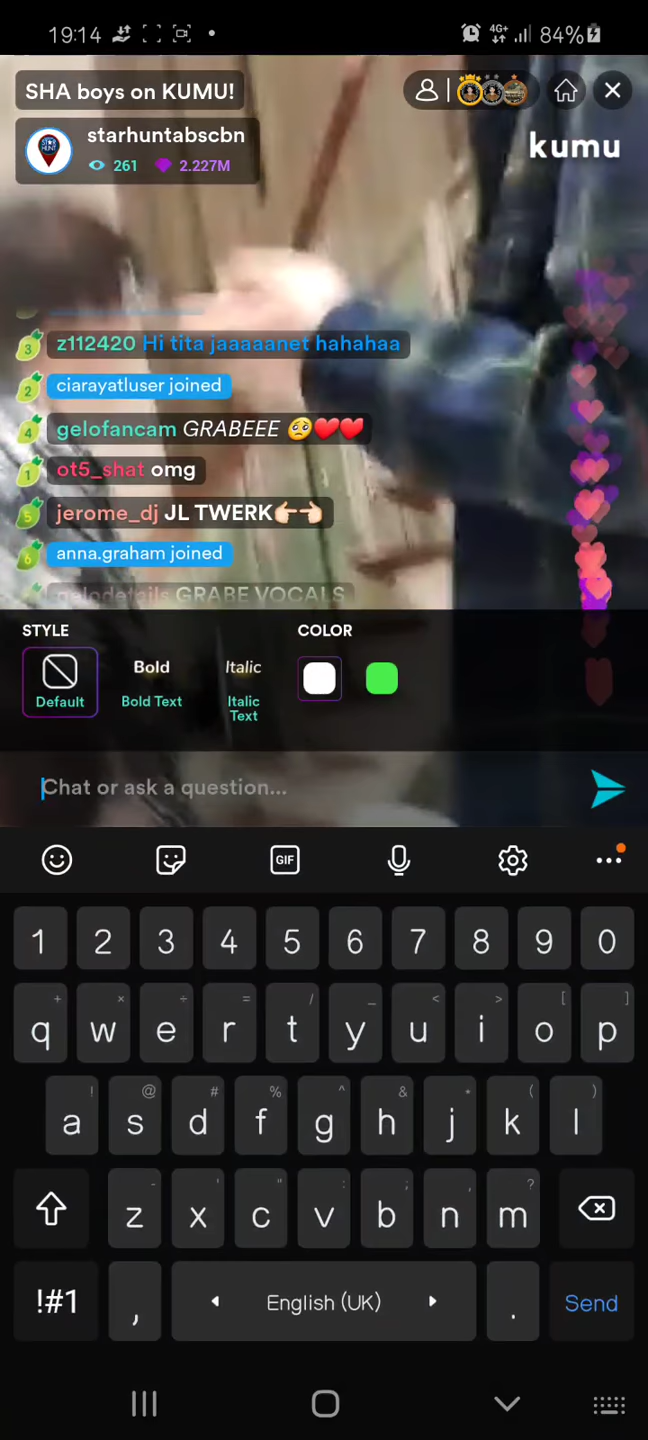 19:14 4G+ 84%
SHA boys on KUMU!
starhuntabscbn
261 2.227M
kumu
z112420 Hi tita jaaaaanet hahahaa
ciarayatluser joined
gelofancam GRABEEE 🥺❤️❤️
ot5_shat omg
jerome_dj JL TWERK👉🏻👈🏻
anna.graham joined
gelodetails GRABE VOCALS
STYLE COLOR
Default
Bold
Bold Text
Italic
Italic
Text
Chat or ask a question...
GIF
1 2 3 4 5 6 7 8 9 0
+ × ÷ = / _ < > [ ]
q w e r t y u i o p
! @ # % ^ & * ( )
a s d f g h j k l
- ' " : ; , ?
z x c v b n m
!#1 , English (UK) . Send